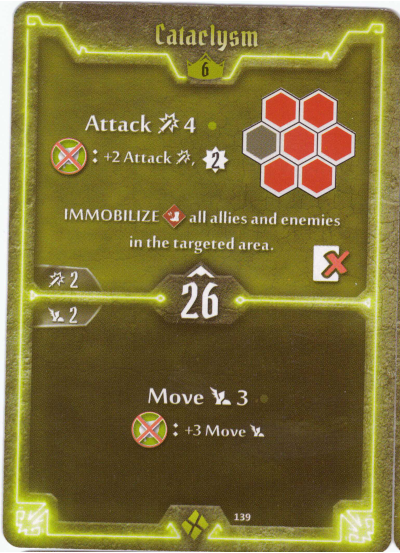 Cataclysm
6
Attack 4
: +2 Attack , 2
IMMOBILIZE all allies and enemies
in the targeted area.
2
26
2
Move 3
: +3 Move
139